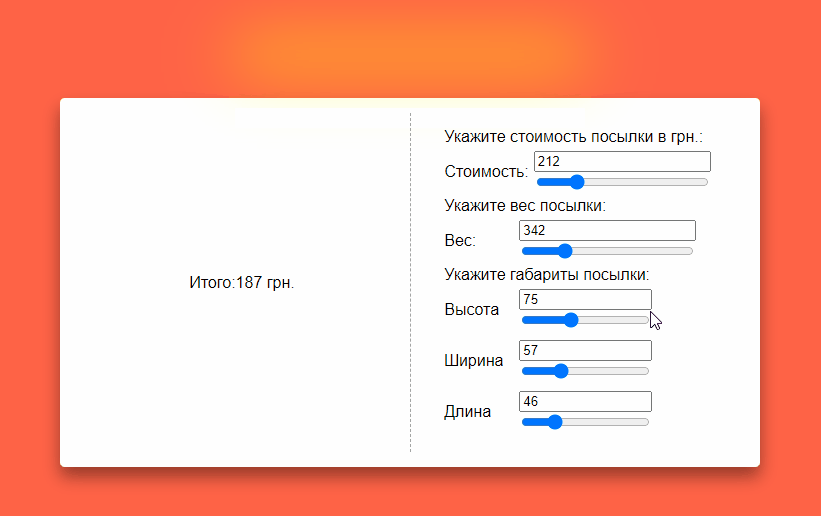 Укажите стоимость посылки в грн.:
Стоимость: 212
Укажите вес посылки:
Вес: 342
Итого:187 грн.
Укажите габариты посылки:
Высота 75
Ширина 57
Длина 46